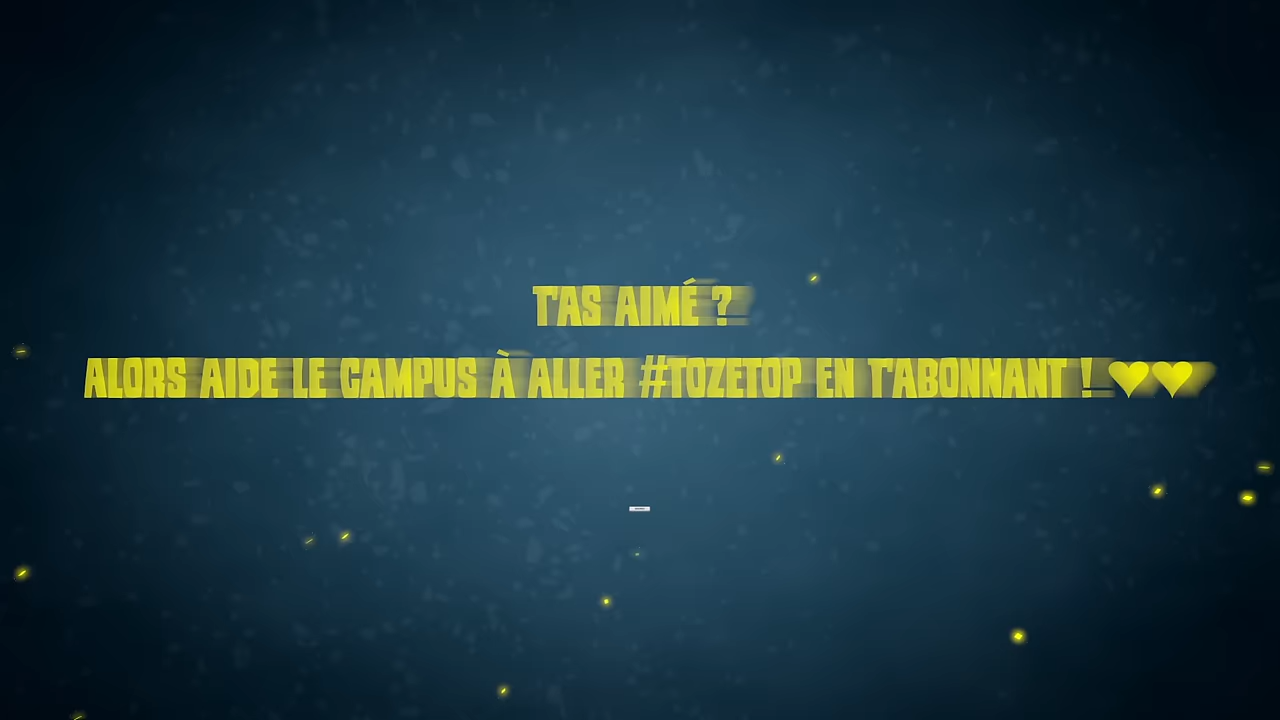 T'AS AIMÉ ?
ALORS AIDE LE CAMPUS À ALLER #TOZETOP EN T'ABONNANT ! ♥♥